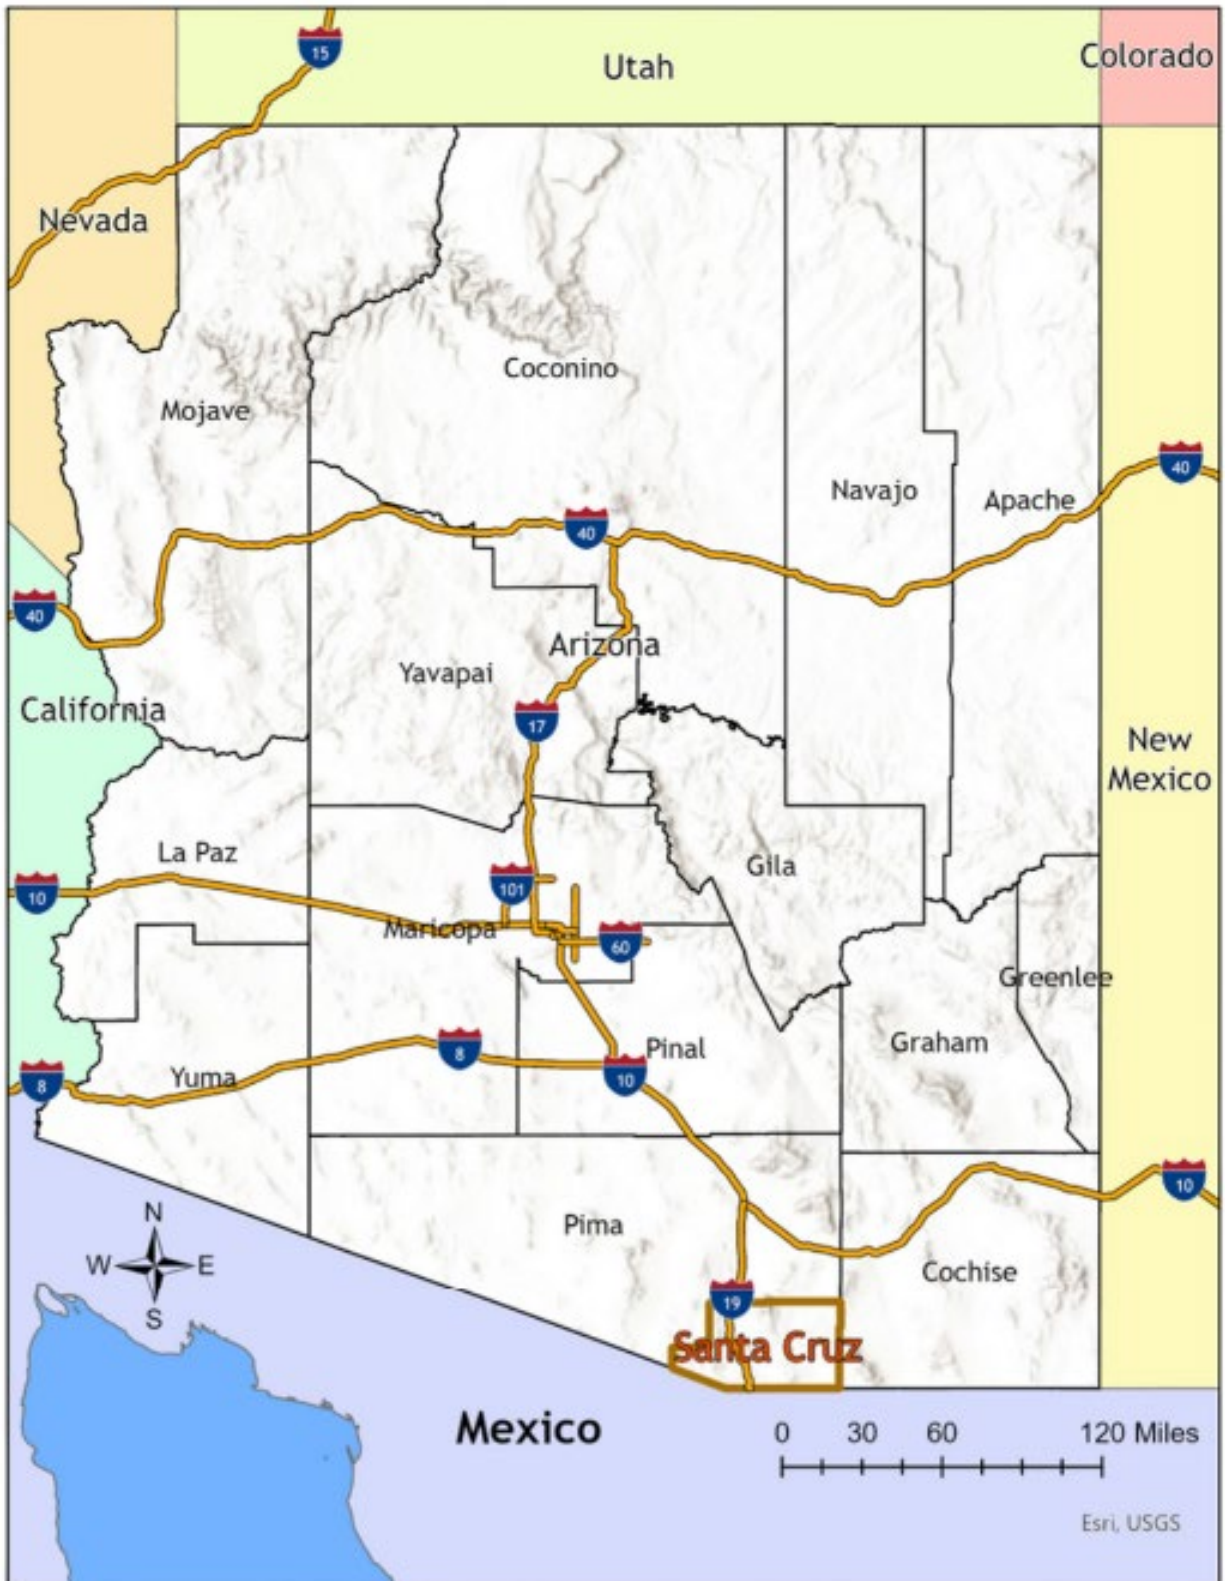 15
Utah
Colorado
Nevada
Coconino
Mojave
40
Navajo
Apache
40
40
Arizona
Yavapai
California
17
New
Mexico
La Paz
Gila
101
10
Maricopa
60
Greenlee
Graham
8
Pinal
Yuma
8
10
10
N
W
E
S
Pima
Cochise
19
Santa Cruz
Mexico
0 30 60 120 Miles
Esri, USGS